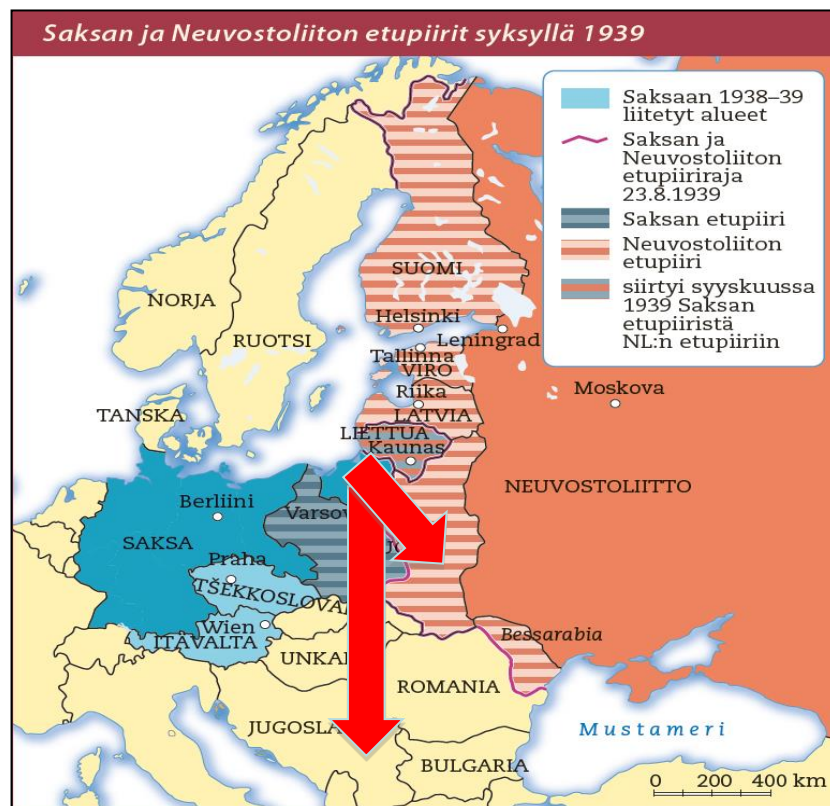 Saksan ja Neuvostoliiton etupiirit syksyllä 1939
Saksaan 1938–39
liitetyt alueet
Saksan ja
Neuvostoliiton
etupiiriraja
23.8.1939
Saksan etupiiri
Neuvostoliiton
etupiiri
siirtyi syyskuussa
1939 Saksan
etupiiristä
NL:n etupiiriin
SUOMI
NORJA
Helsinki
RUOTSI
Leningrad
Tallinna
VIRO
Riika
Moskova
TANSKA
LATVIA
LIETTUA
Kaunas
NEUVOSTOLIITTO
Berliini
Varsov
SAKSA
Praha
TŠEKKOSLOVA
Wien
ITÄVALTA
Bessarabia
UNKA
ROMANIA
JUGOSLA
Mustameri
BULGARIA
0 200 400 km